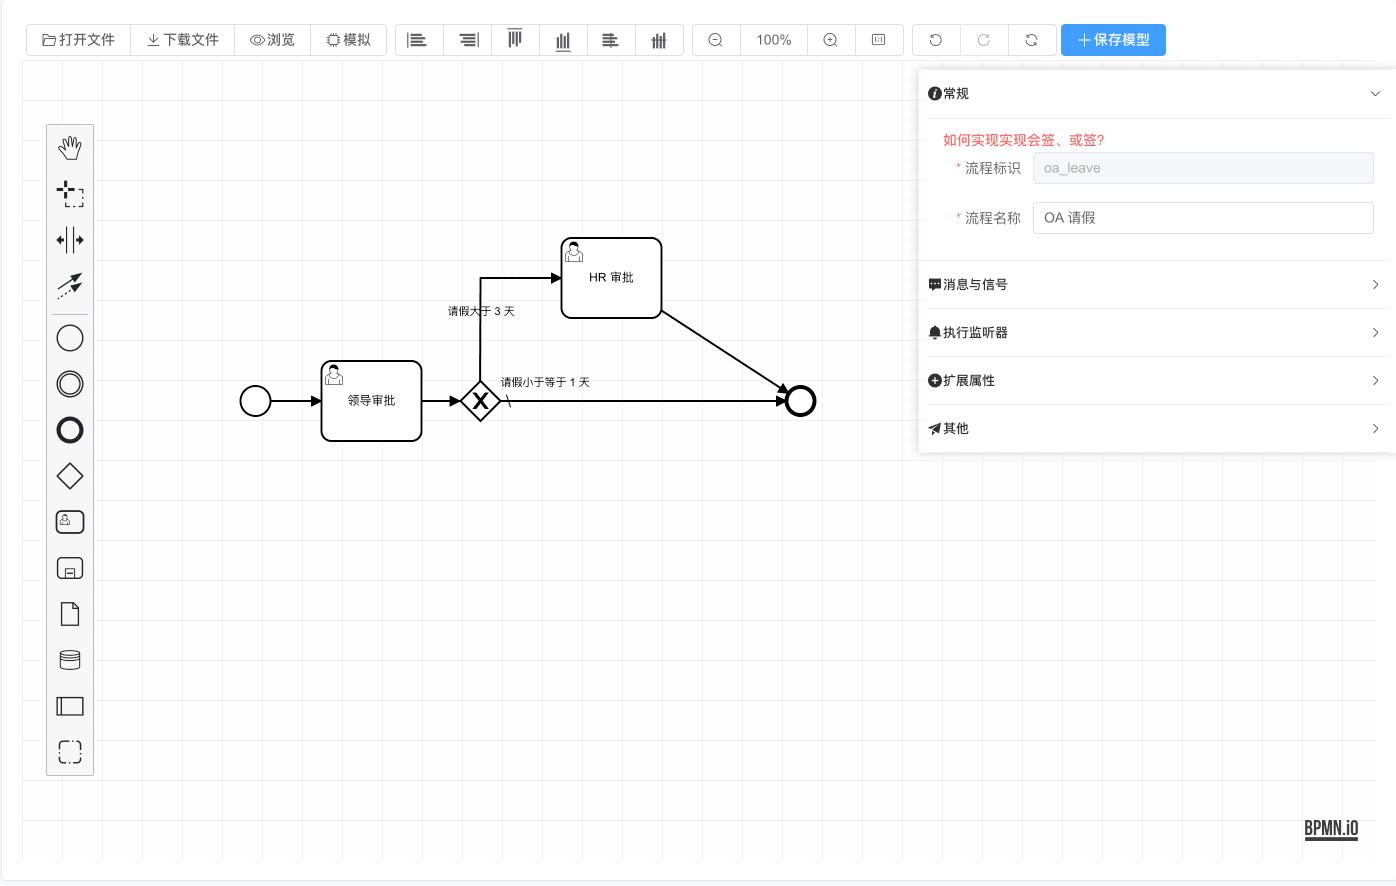 打开文件
下载文件
浏览
模拟
100%
保存模型
常规
如何实现实现会签、或签?
* 流程标识
oa_leave
* 流程名称
OA 请假
消息与信号
执行监听器
扩展属性
其他
HR 审批
请假大于 3 天
请假小于等于 1 天
领导审批
BPMN.iO